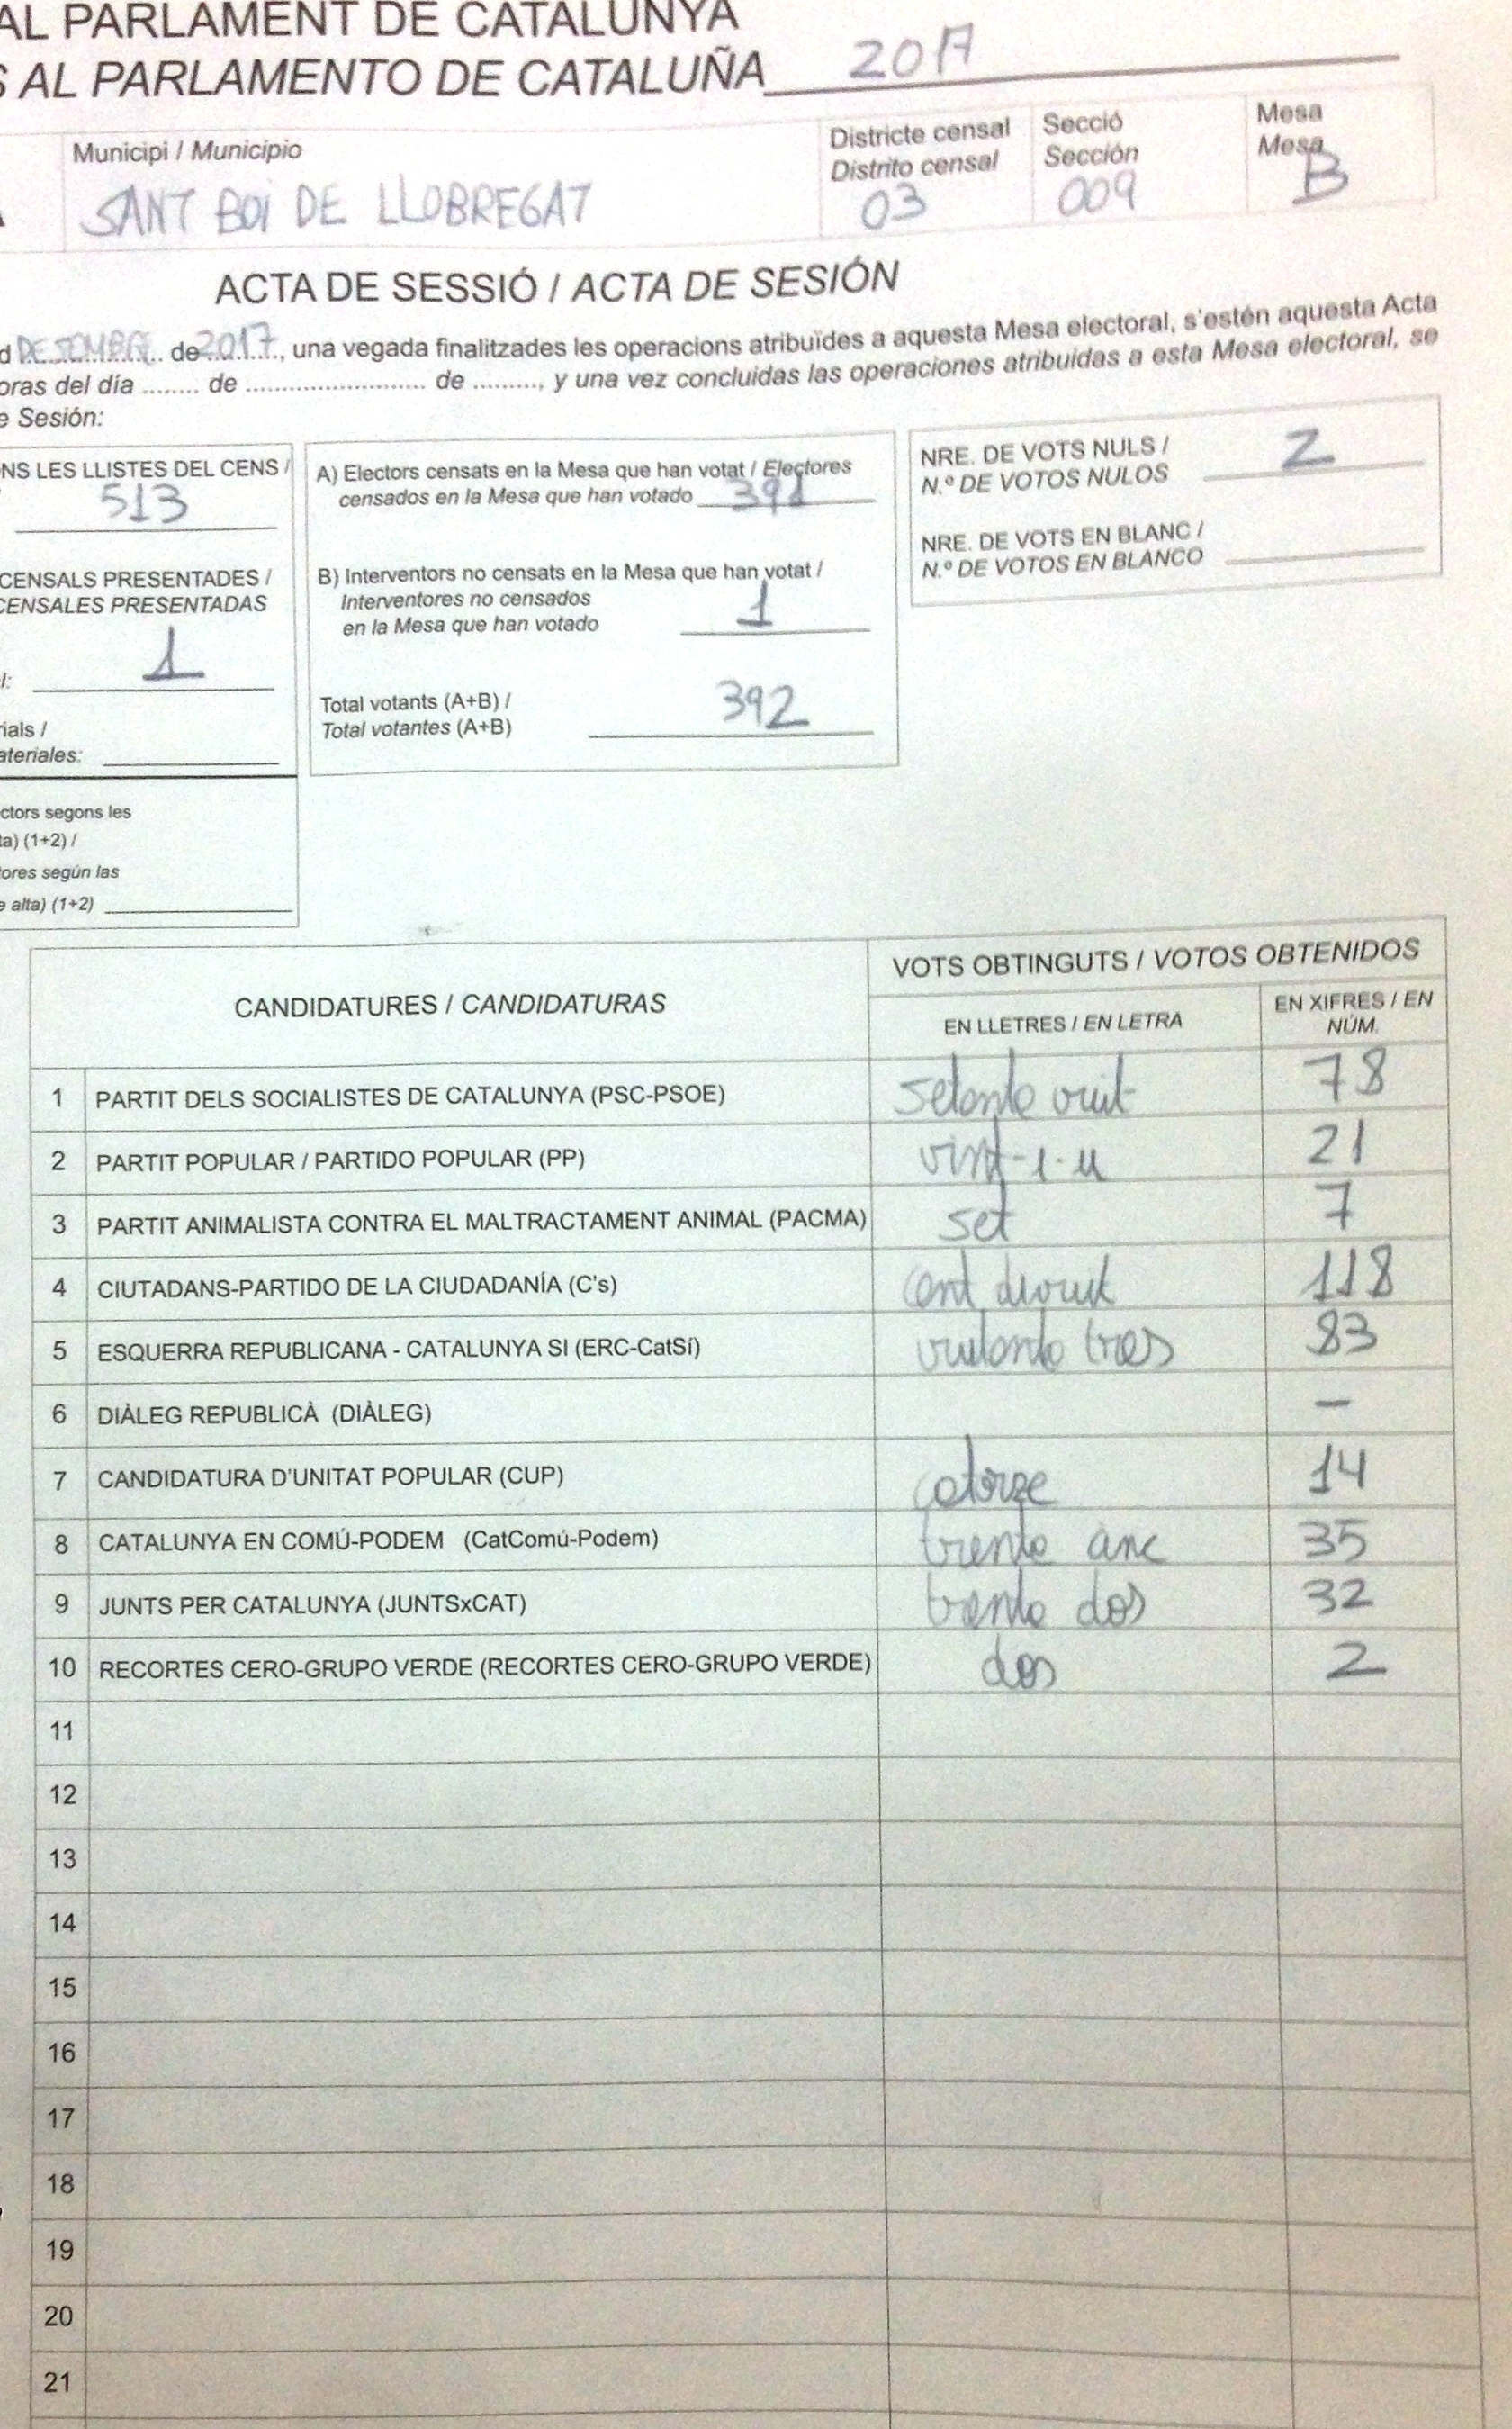 AL PARLAMENT DE CATALUNYA
S AL PARLAMENTO DE CATALUÑA 2017
Municipi / Municipio
SANT BOI DE LLOBREGAT
Districte censal
Distrito censal
03
Secció
Sección
009
Mesa
Mesa
B
ACTA DE SESSIÓ / ACTA DE SESIÓN
d DESEMBRE de 2017, una vegada finalitzades les operacions atribuïdes a aquesta Mesa electoral, s'estén aquesta Acta
oras del día ........ de ........................ de ........., y una vez concluidas las operaciones atribuidas a esta Mesa electoral, se
e Sesión:
NS LES LLISTES DEL CENS /
513
CENSALS PRESENTADES /
CENSALES PRESENTADAS
l: 1
rials /
ateriales:
ctors segons les
ta) (1+2) /
ores según las
e alta) (1+2)
A) Electors censats en la Mesa que han votat / Electores
censados en la Mesa que han votado 391
B) Interventors no censats en la Mesa que han votat /
Interventores no censados
en la Mesa que han votado 1
Total votants (A+B) /
Total votantes (A+B) 392
NRE. DE VOTS NULS /
N.º DE VOTOS NULOS 2
NRE. DE VOTS EN BLANC /
N.º DE VOTOS EN BLANCO
CANDIDATURES / CANDIDATURAS
VOTS OBTINGUTS / VOTOS OBTENIDOS
EN LLETRES / EN LETRA
EN XIFRES / EN NÚM.
1 PARTIT DELS SOCIALISTES DE CATALUNYA (PSC-PSOE) setanta vuit 78
2 PARTIT POPULAR / PARTIDO POPULAR (PP) vint-i-u 21
3 PARTIT ANIMALISTA CONTRA EL MALTRACTAMENT ANIMAL (PACMA) set 7
4 CIUTADANS-PARTIDO DE LA CIUDADANÍA (C's) cent divuit 118
5 ESQUERRA REPUBLICANA - CATALUNYA SI (ERC-CatSí) vuitanta tres 83
6 DIÀLEG REPUBLICÀ (DIÀLEG) -
7 CANDIDATURA D'UNITAT POPULAR (CUP) catorze 14
8 CATALUNYA EN COMÚ-PODEM (CatComú-Podem) trenta cinc 35
9 JUNTS PER CATALUNYA (JUNTSxCAT) trenta dos 32
10 RECORTES CERO-GRUPO VERDE (RECORTES CERO-GRUPO VERDE) dos 2
11
12
13
14
15
16
17
18
19
20
21